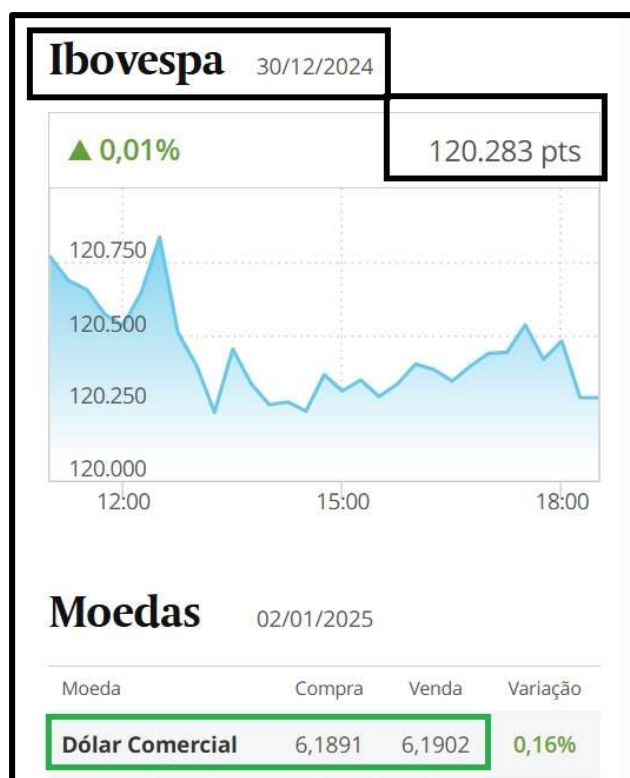 Ibovespa 30/12/2024
▲ 0,01% 120.283 pts
120.750
120.500
120.250
120.000
12:00 15:00 18:00
Moedas 02/01/2025
Moeda Compra Venda Variação
Dólar Comercial 6,1891 6,1902 0,16%